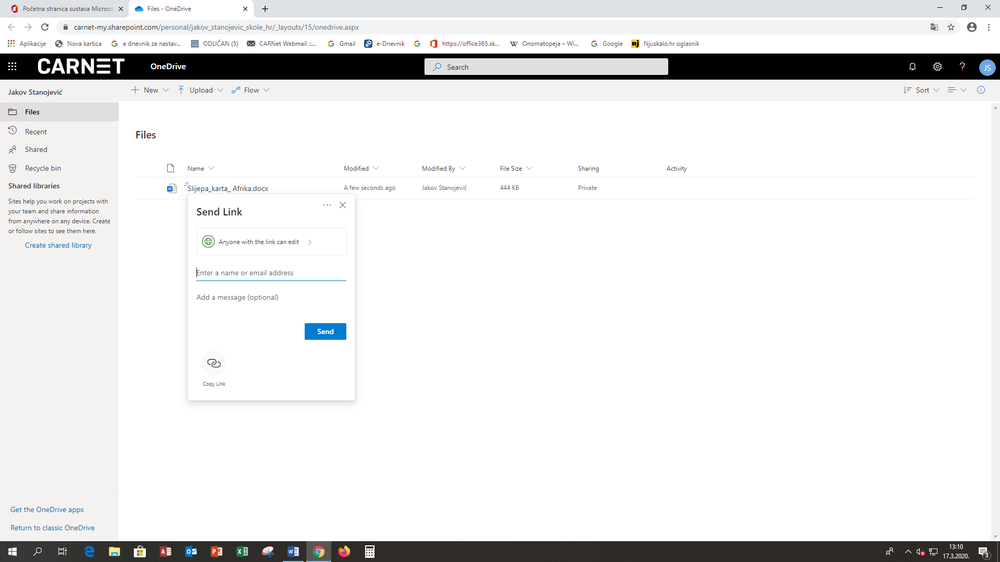 Početna stranica sustava Microso
Files - OneDrive
carnet-my.sharepoint.com/personal/jakov_stanojevic_skole_hr/_layouts/15/onedrive.aspx
Aplikacije
Nova kartica
e dnevnik za nastav...
ODLIČAN (5)
CARNet Webmail ::...
Gmail
e-Dnevnik
https://office365.sk...
Onomatopeja – Wi...
Google
Njuskalo.hr oglasnik
CARNET
OneDrive
Search
JS
Jakov Stanojević
New
Upload
Flow
Sort
Files
Recent
Shared
Recycle bin
Shared libraries
Sites help you work on projects with
your team and share information
from anywhere on any device. Create
or follow sites to see them here.
Create shared library
Get the OneDrive apps
Return to classic OneDrive
Files
Name
Modified
Modified By
File Size
Sharing
Activity
Slijepa_karta_ Afrika.docx
A few seconds ago
Jakov Stanojević
444 KB
Private
Send Link
Anyone with the link can edit
Enter a name or email address
Add a message (optional)
Send
Copy Link
13:10
17.3.2020.
3